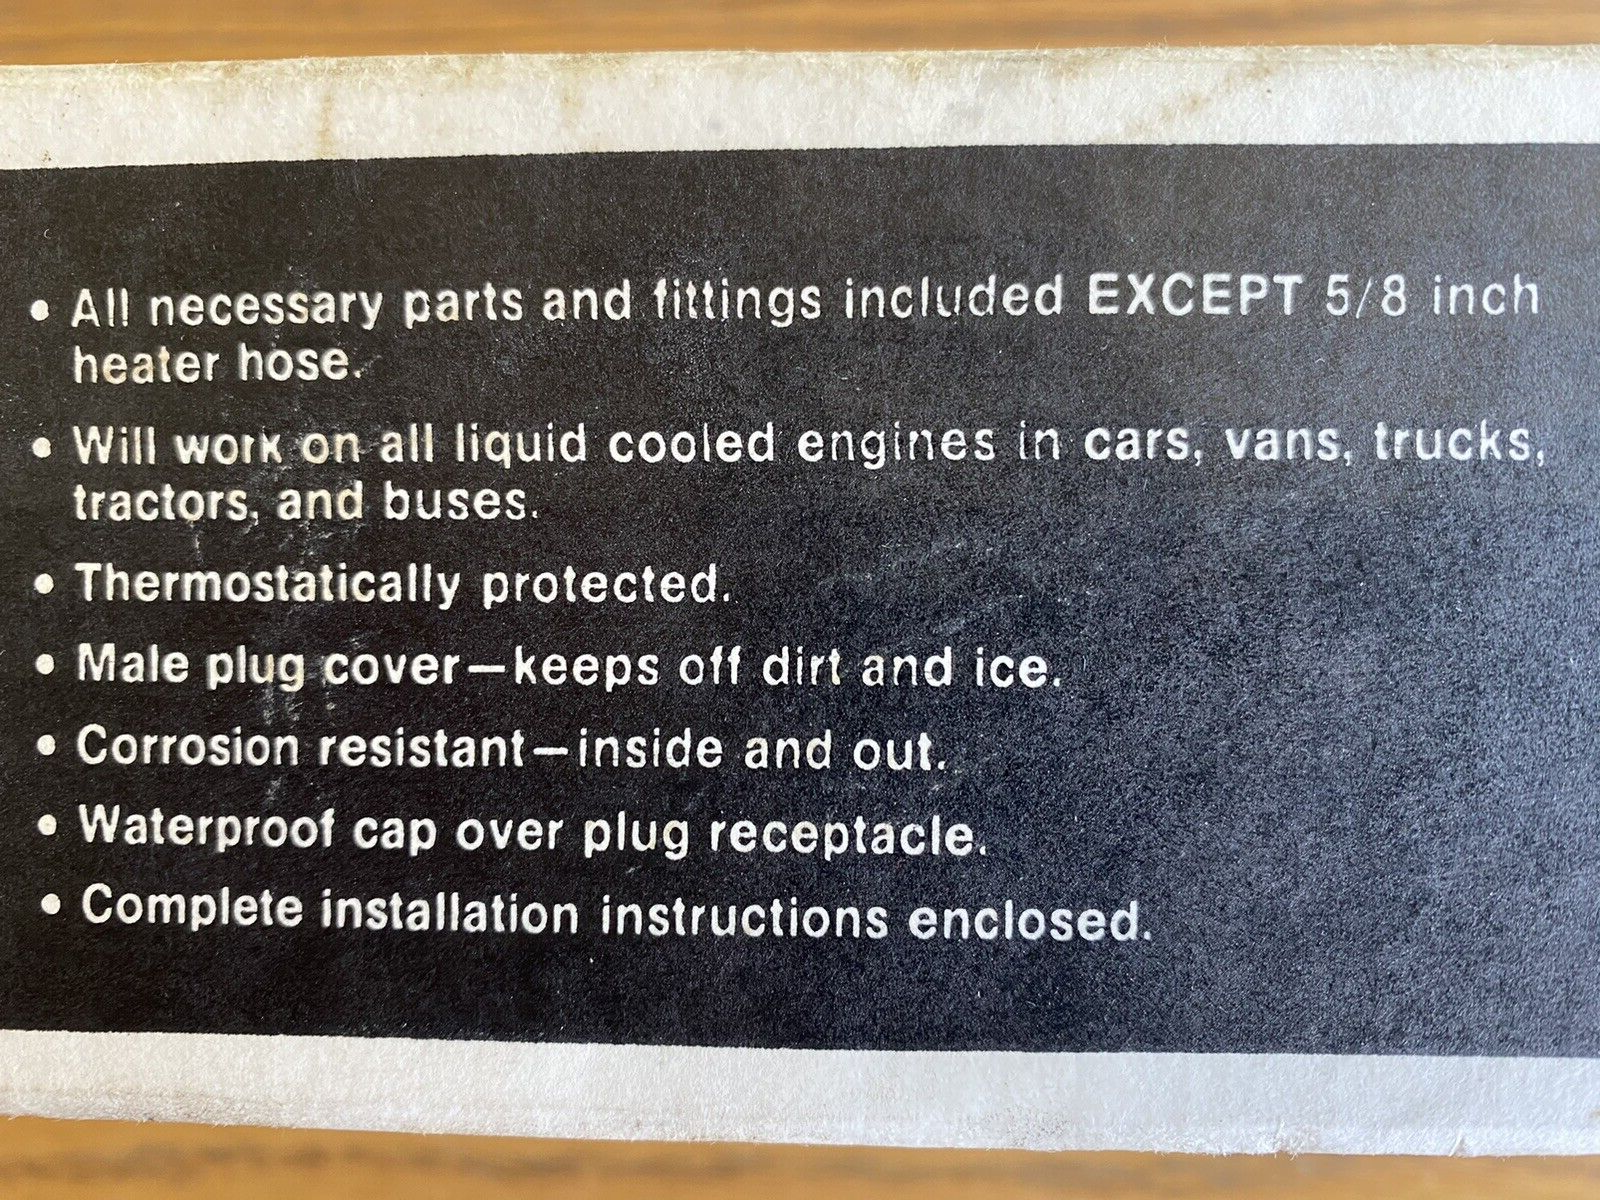 • All necessary parts and fittings included EXCEPT 5/8 inch
heater hose.
• Will work on all liquid cooled engines in cars, vans, trucks,
tractors, and buses.
• Thermostatically protected.
• Male plug cover—keeps off dirt and ice.
• Corrosion resistant—inside and out.
• Waterproof cap over plug receptacle.
• Complete installation instructions enclosed.